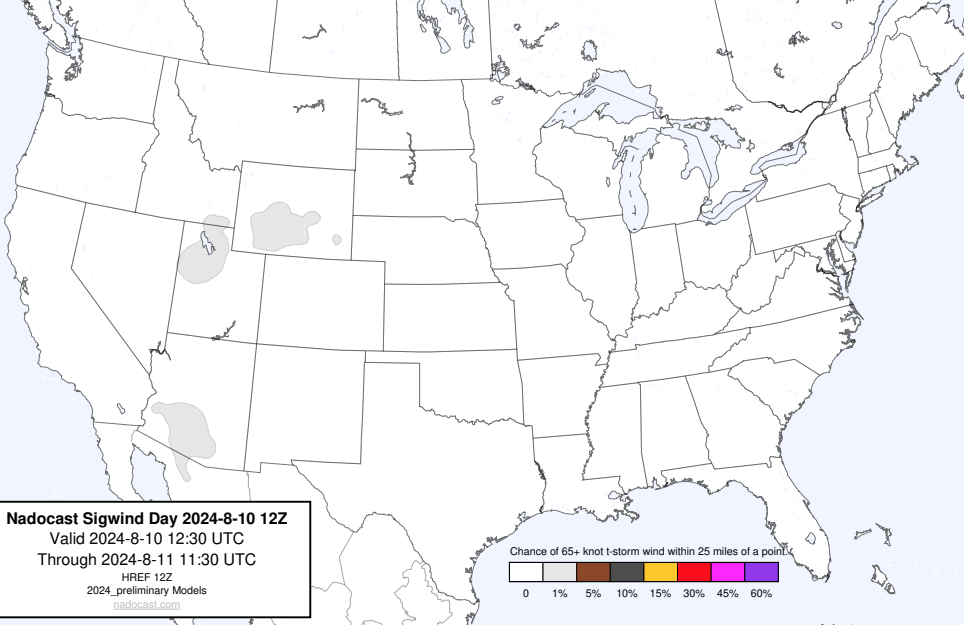 Nadocast Sigwind Day 2024-8-10 12Z
Valid 2024-8-10 12:30 UTC
Through 2024-8-11 11:30 UTC
HREF 12Z
2024_preliminary Models
nadocast.com
Chance of 65+ knot t-storm wind within 25 miles of a point.
0 1% 5% 10% 15% 30% 45% 60%